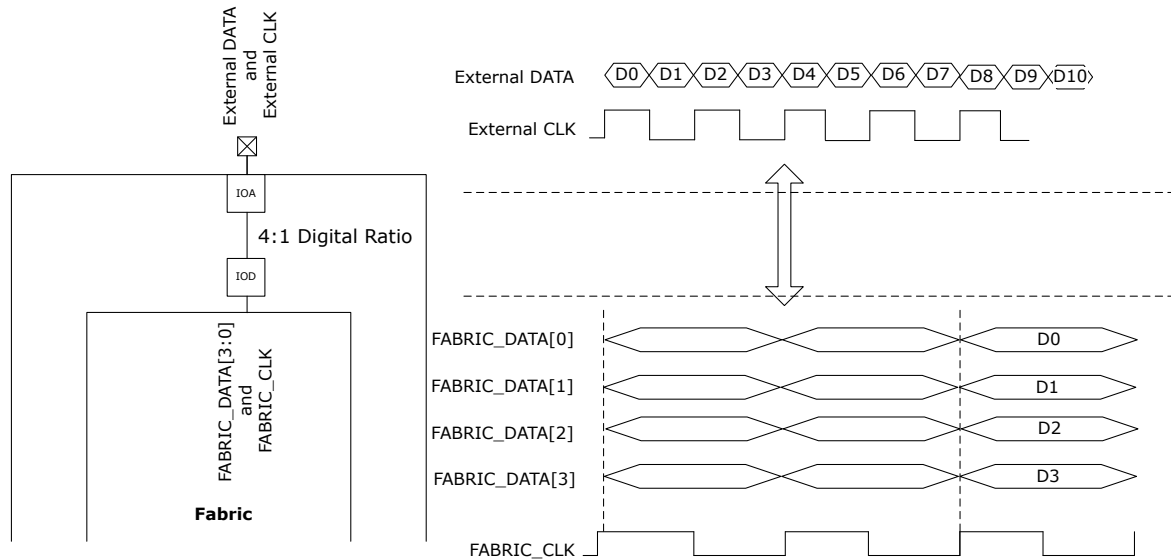 External DATA
and
External CLK
IOA
4:1 Digital Ratio
IOD
FABRIC_DATA[3:0]
and
FABRIC_CLK
Fabric
External DATA D0 D1 D2 D3 D4 D5 D6 D7 D8 D9 D10
External CLK
FABRIC_DATA[0] D0
FABRIC_DATA[1] D1
FABRIC_DATA[2] D2
FABRIC_DATA[3] D3
FABRIC_CLK